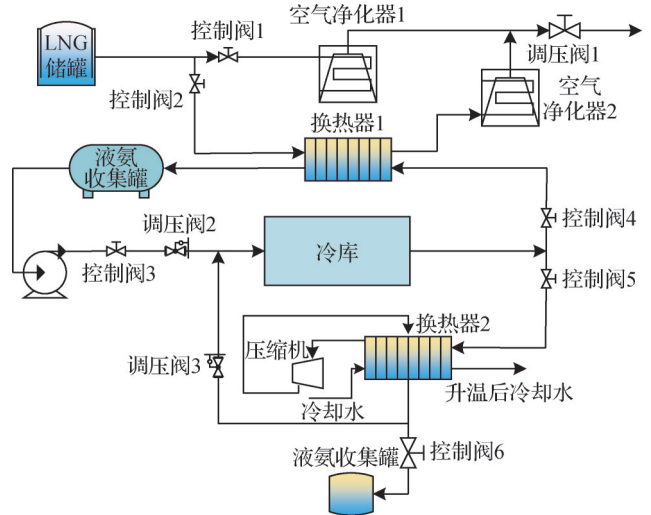 LNG
储罐
控制阀1
空气净化器1
调压阀1
控制阀2
空气
净化器2
换热器1
液氨
收集罐
调压阀2
控制阀3
冷库
控制阀4
控制阀5
换热器2
压缩机
调压阀3
冷却水
升温后冷却水
液氨收集罐
控制阀6